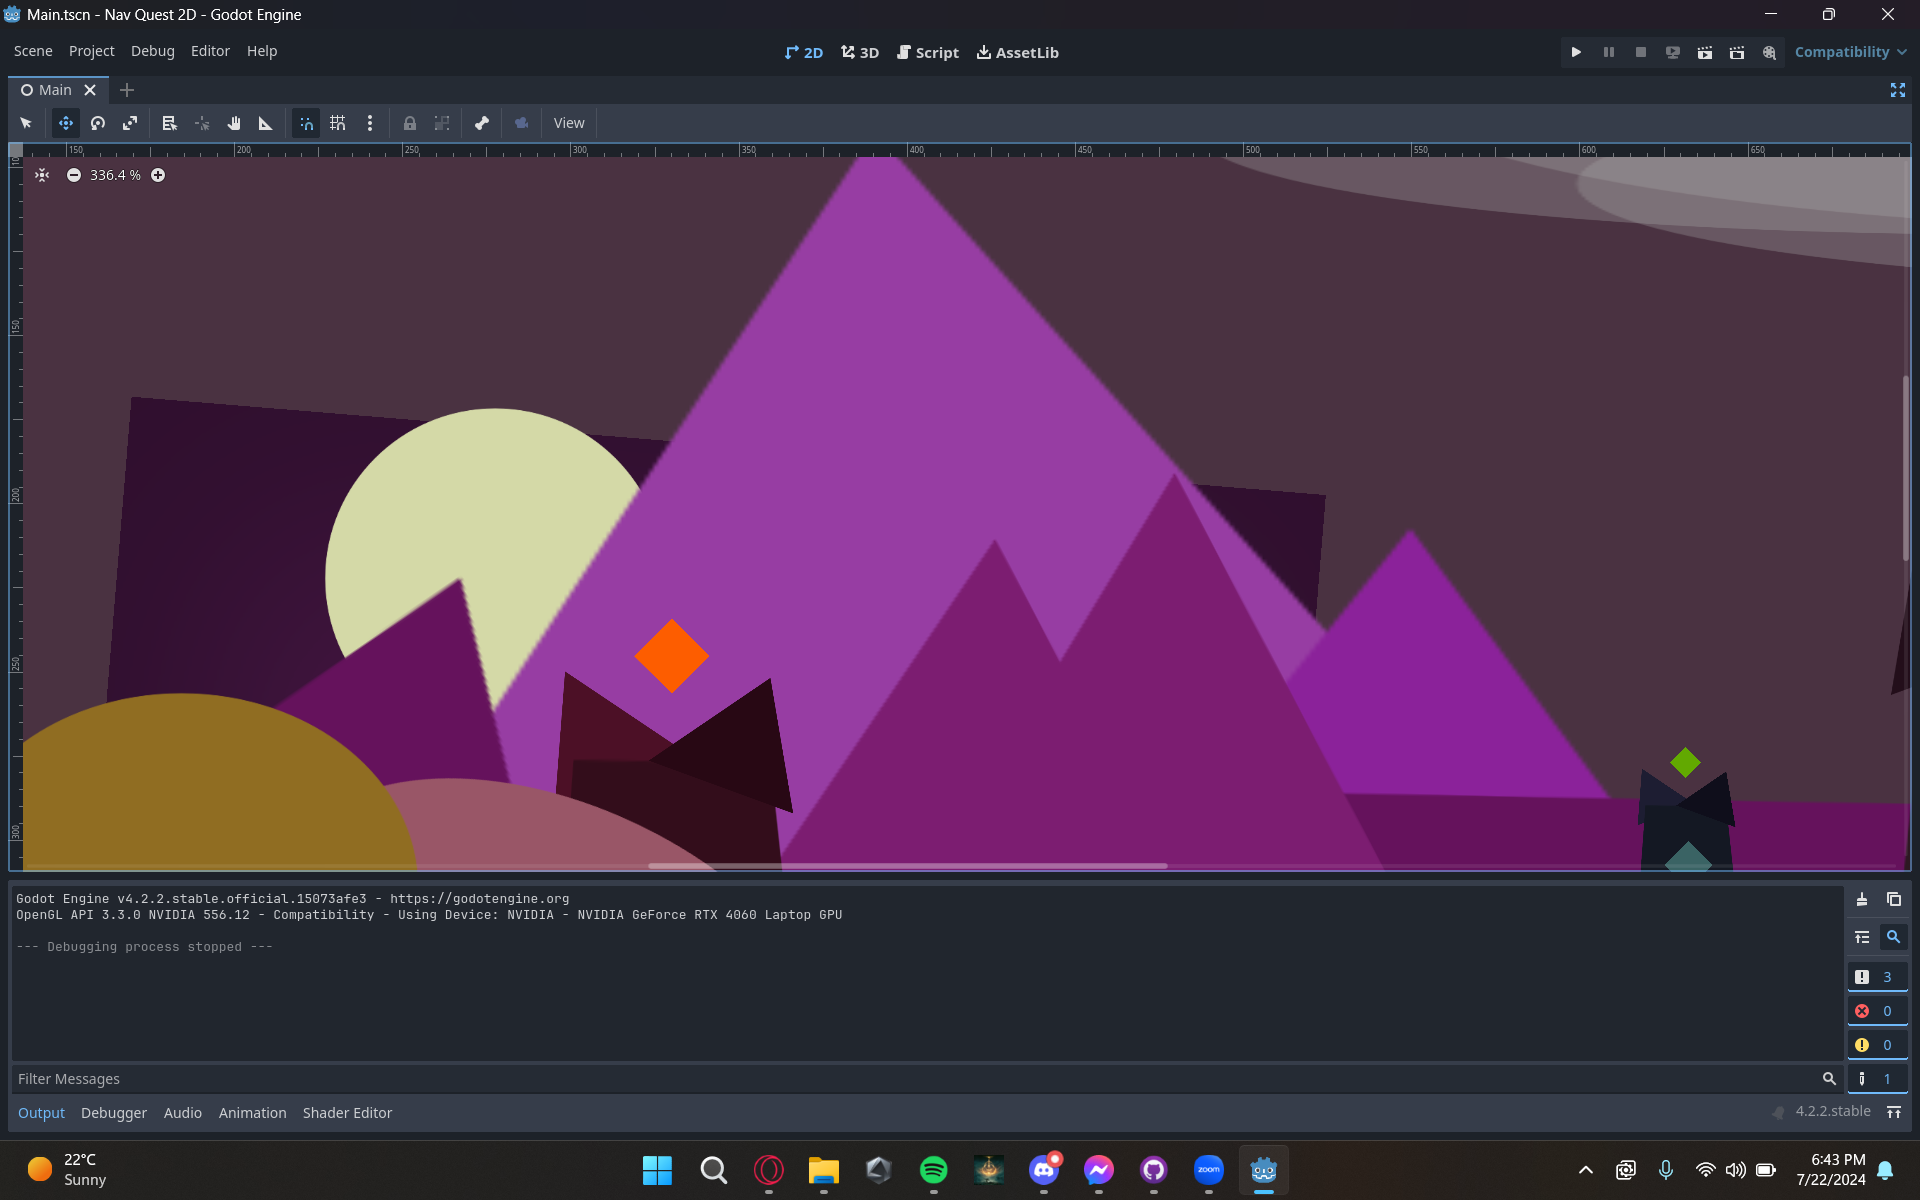 Main.tscn - Nav Quest 2D - Godot Engine
Scene Project Debug Editor Help
2D 3D Script AssetLib
Compatibility
Main
View
150 200 250 300 350 400 450 500 550 600 650
336.4 %
150
200
250
300
Godot Engine v4.2.2.stable.official.15073afe3 - https://godotengine.org
OpenGL API 3.3.0 NVIDIA 556.12 - Compatibility - Using Device: NVIDIA - NVIDIA GeForce RTX 4060 Laptop GPU
--- Debugging process stopped ---
3
0
0
1
Filter Messages
Output Debugger Audio Animation Shader Editor
4.2.2.stable
22°C
Sunny
zoom
6:43 PM
7/22/2024